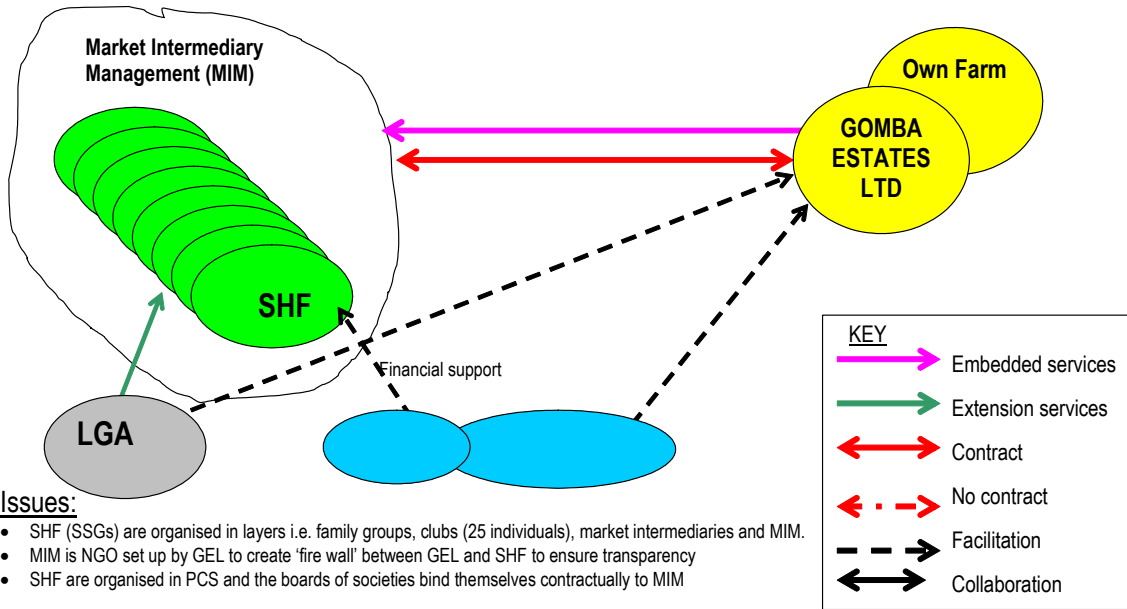 Market Intermediary
Management (MIM)
Own Farm
GOMBA
ESTATES
LTD
SHF
Financial support
LGA
KEY
Embedded services
Extension services
Contract
No contract
Facilitation
Collaboration
Issues:
• SHF (SSGs) are organised in layers i.e. family groups, clubs (25 individuals), market intermediaries and MIM.
• MIM is NGO set up by GEL to create ‘fire wall’ between GEL and SHF to ensure transparency
• SHF are organised in PCS and the boards of societies bind themselves contractually to MIM